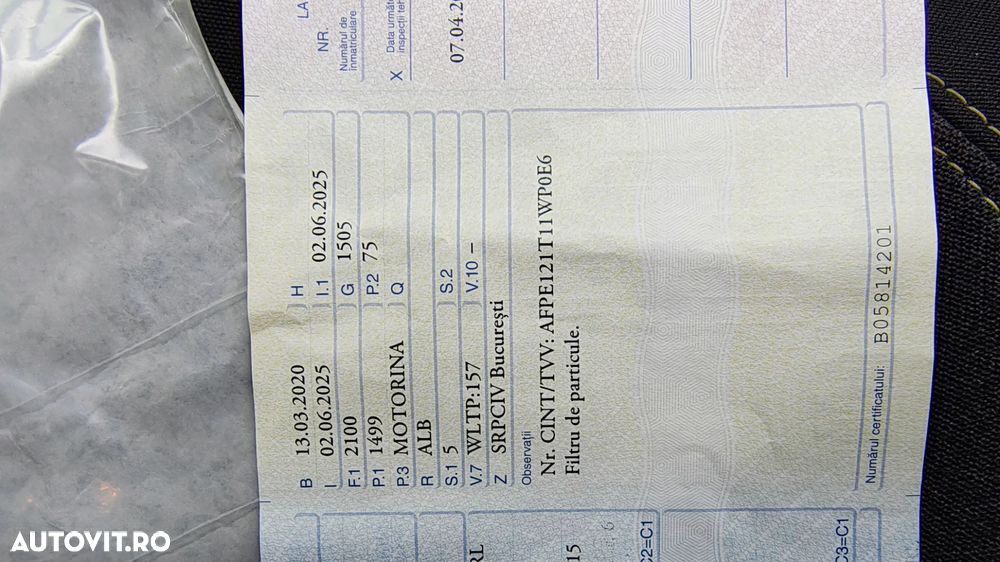 NR. LA
Numărul de
înmatriculare
X Data următ
inspecții teh
07.04.2
B 13.03.2020 H
I 02.06.2025 I.1 02.06.2025
F.1 2100 G 1505
P.1 1499 P.2 75
P.3 MOTORINA Q
R ALB
S.1 5 S.2
V.7 WLTP:157 V.10 –
Z SRPCIV București
Observații
Nr. CINT/TVV: AFPE121T11WP0E6
Filtru de particule.
Numărul certificatului: B05814201
RL
15
C2=C1
C3=C1
AUTOVIT.RO